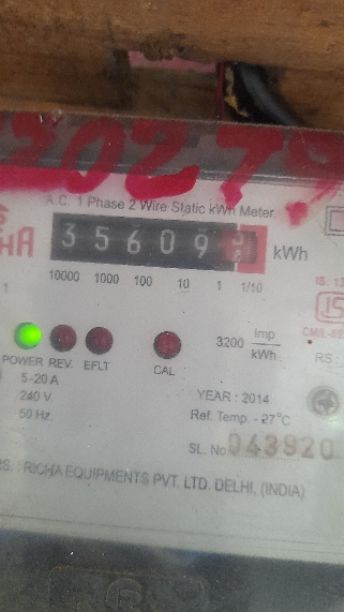 A.C. 1 Phase 2 Wire Static kWh Meter.
35609 kWh
10000 1000 100 10 1 1/10
3200 Imp
kWh
POWER REV. EFLT CAL
5-20 A
240 V.
50 Hz.
YEAR : 2014
Ref. Temp. -27°C
SL. No. 043920
RICHA EQUIPMENTS PVT. LTD. DELHI, (INDIA)